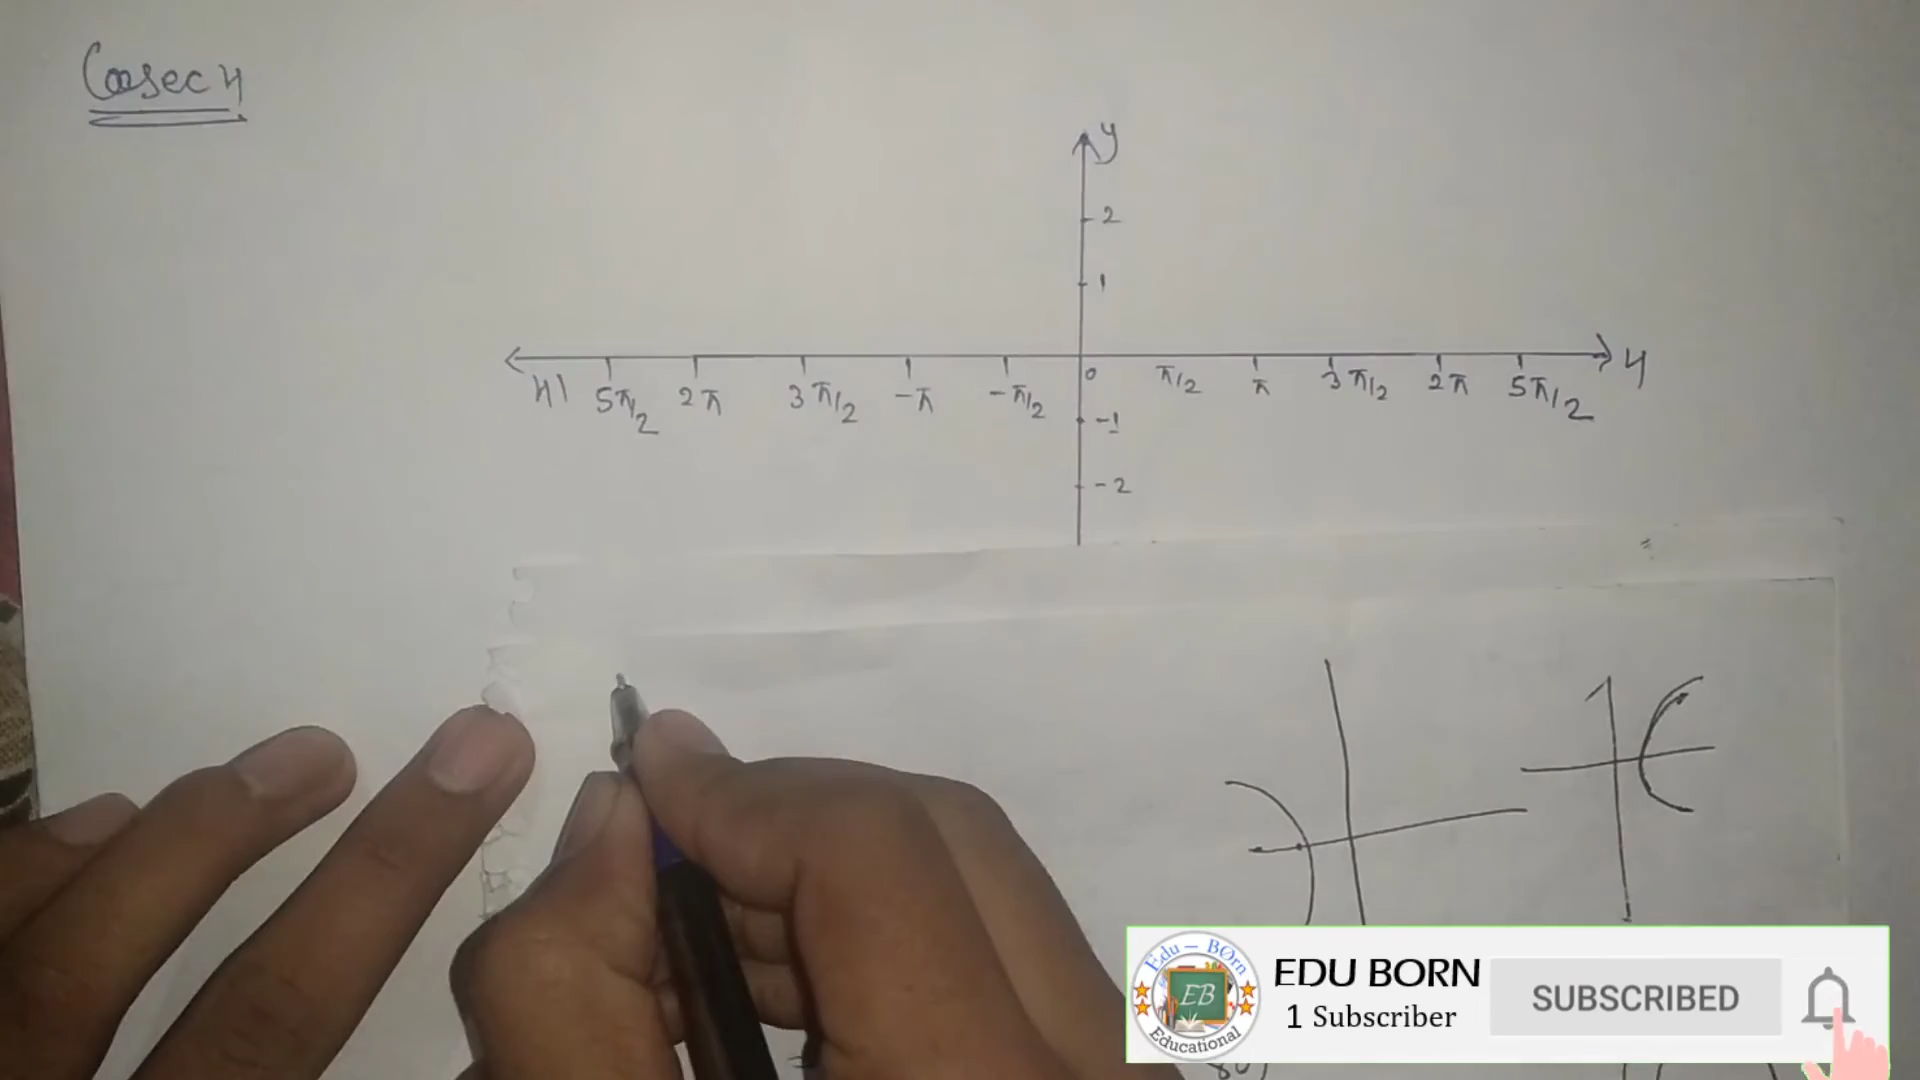 Cosec x
y
2
1
x' 5π/2 2π 3π/2 -π -π/2 0 π/2 π 3π/2 2π 5π/2 x
-1
-2
Edu - BØrn
EB
Educational
EDU BORN
1 Subscriber
SUBSCRIBED